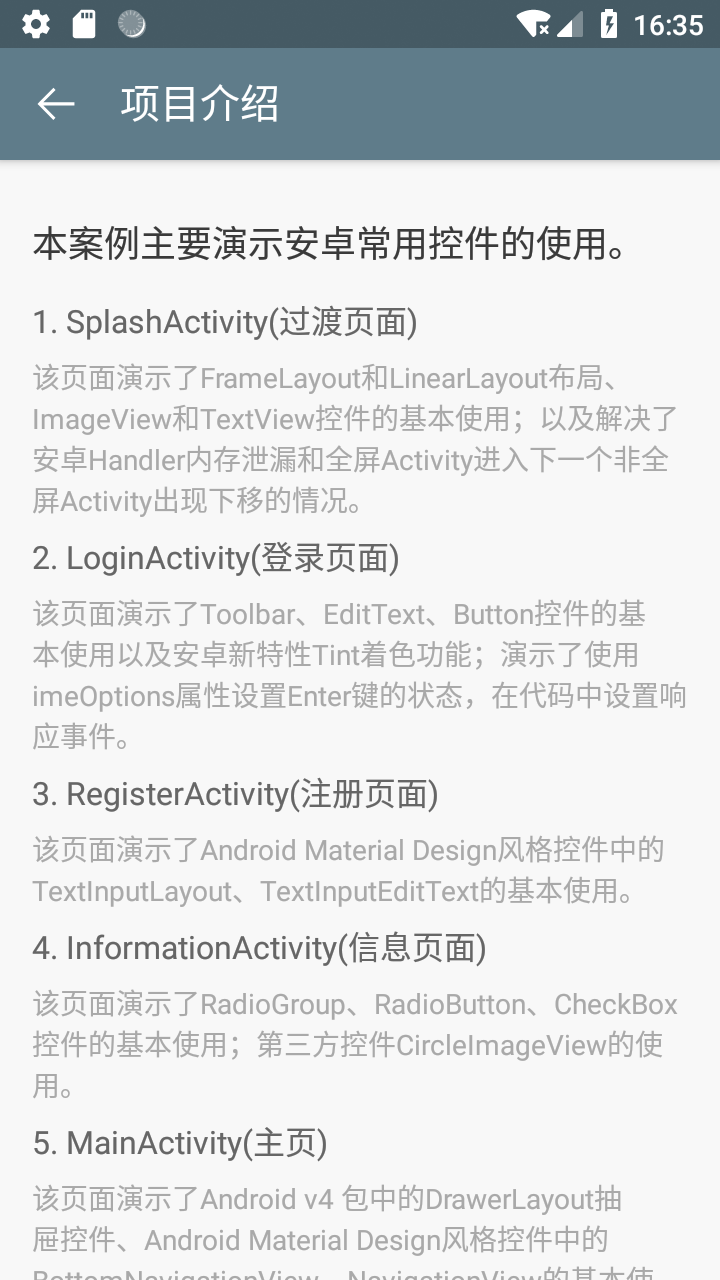 16:35
项目介绍
本案例主要演示安卓常用控件的使用。
1. SplashActivity(过渡页面)
该页面演示了FrameLayout和LinearLayout布局、
ImageView和TextView控件的基本使用；以及解决了
安卓Handler内存泄漏和全屏Activity进入下一个非全
屏Activity出现下移的情况。
2. LoginActivity(登录页面)
该页面演示了Toolbar、EditText、Button控件的基
本使用以及安卓新特性Tint着色功能；演示了使用
imeOptions属性设置Enter键的状态，在代码中设置响
应事件。
3. RegisterActivity(注册页面)
该页面演示了Android Material Design风格控件中的
TextInputLayout、TextInputEditText的基本使用。
4. InformationActivity(信息页面)
该页面演示了RadioGroup、RadioButton、CheckBox
控件的基本使用；第三方控件CircleImageView的使
用。
5. MainActivity(主页)
该页面演示了Android v4 包中的DrawerLayout抽
屉控件、Android Material Design风格控件中的
BottomNavigationView、NavigationView的基本使